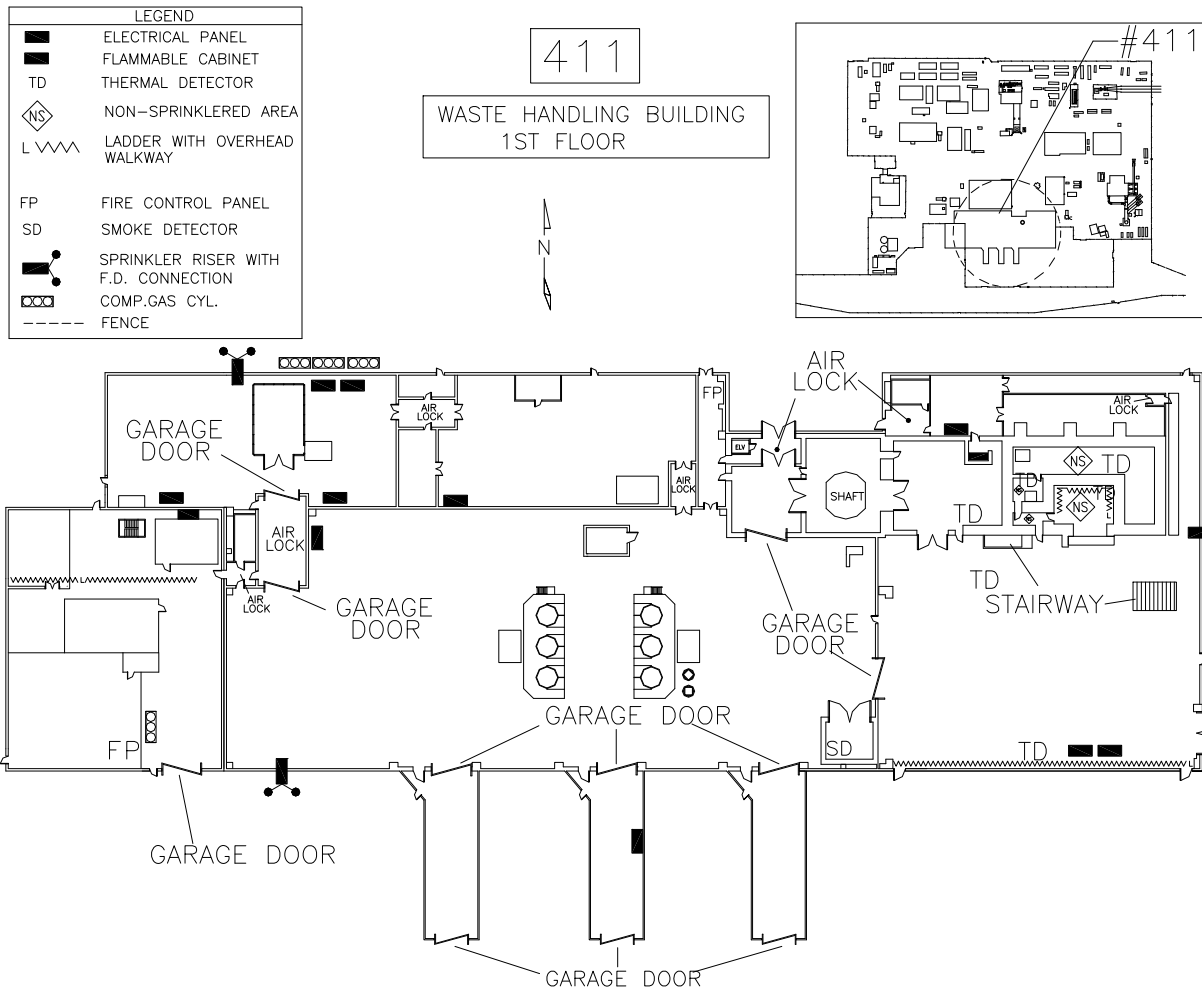 LEGEND
ELECTRICAL PANEL
FLAMMABLE CABINET
TD THERMAL DETECTOR
NS NON-SPRINKLERED AREA
L LADDER WITH OVERHEAD
WALKWAY
FP FIRE CONTROL PANEL
SD SMOKE DETECTOR
SPRINKLER RISER WITH
F.D. CONNECTION
COMP.GAS CYL.
FENCE
411
WASTE HANDLING BUILDING
1ST FLOOR
N
#411
AIR
LOCK
FP
AIR
LOCK
AIR
LOCK
GARAGE
DOOR
ELV
NS
TD
TD
AIR
LOCK
SHAFT
NS
NS
NS
TD
AIR
LOCK
L
AIR
LOCK
GARAGE
DOOR
GARAGE
DOOR
TD
STAIRWAY
GARAGE DOOR
FP
SD
TD
GARAGE DOOR
GARAGE DOOR